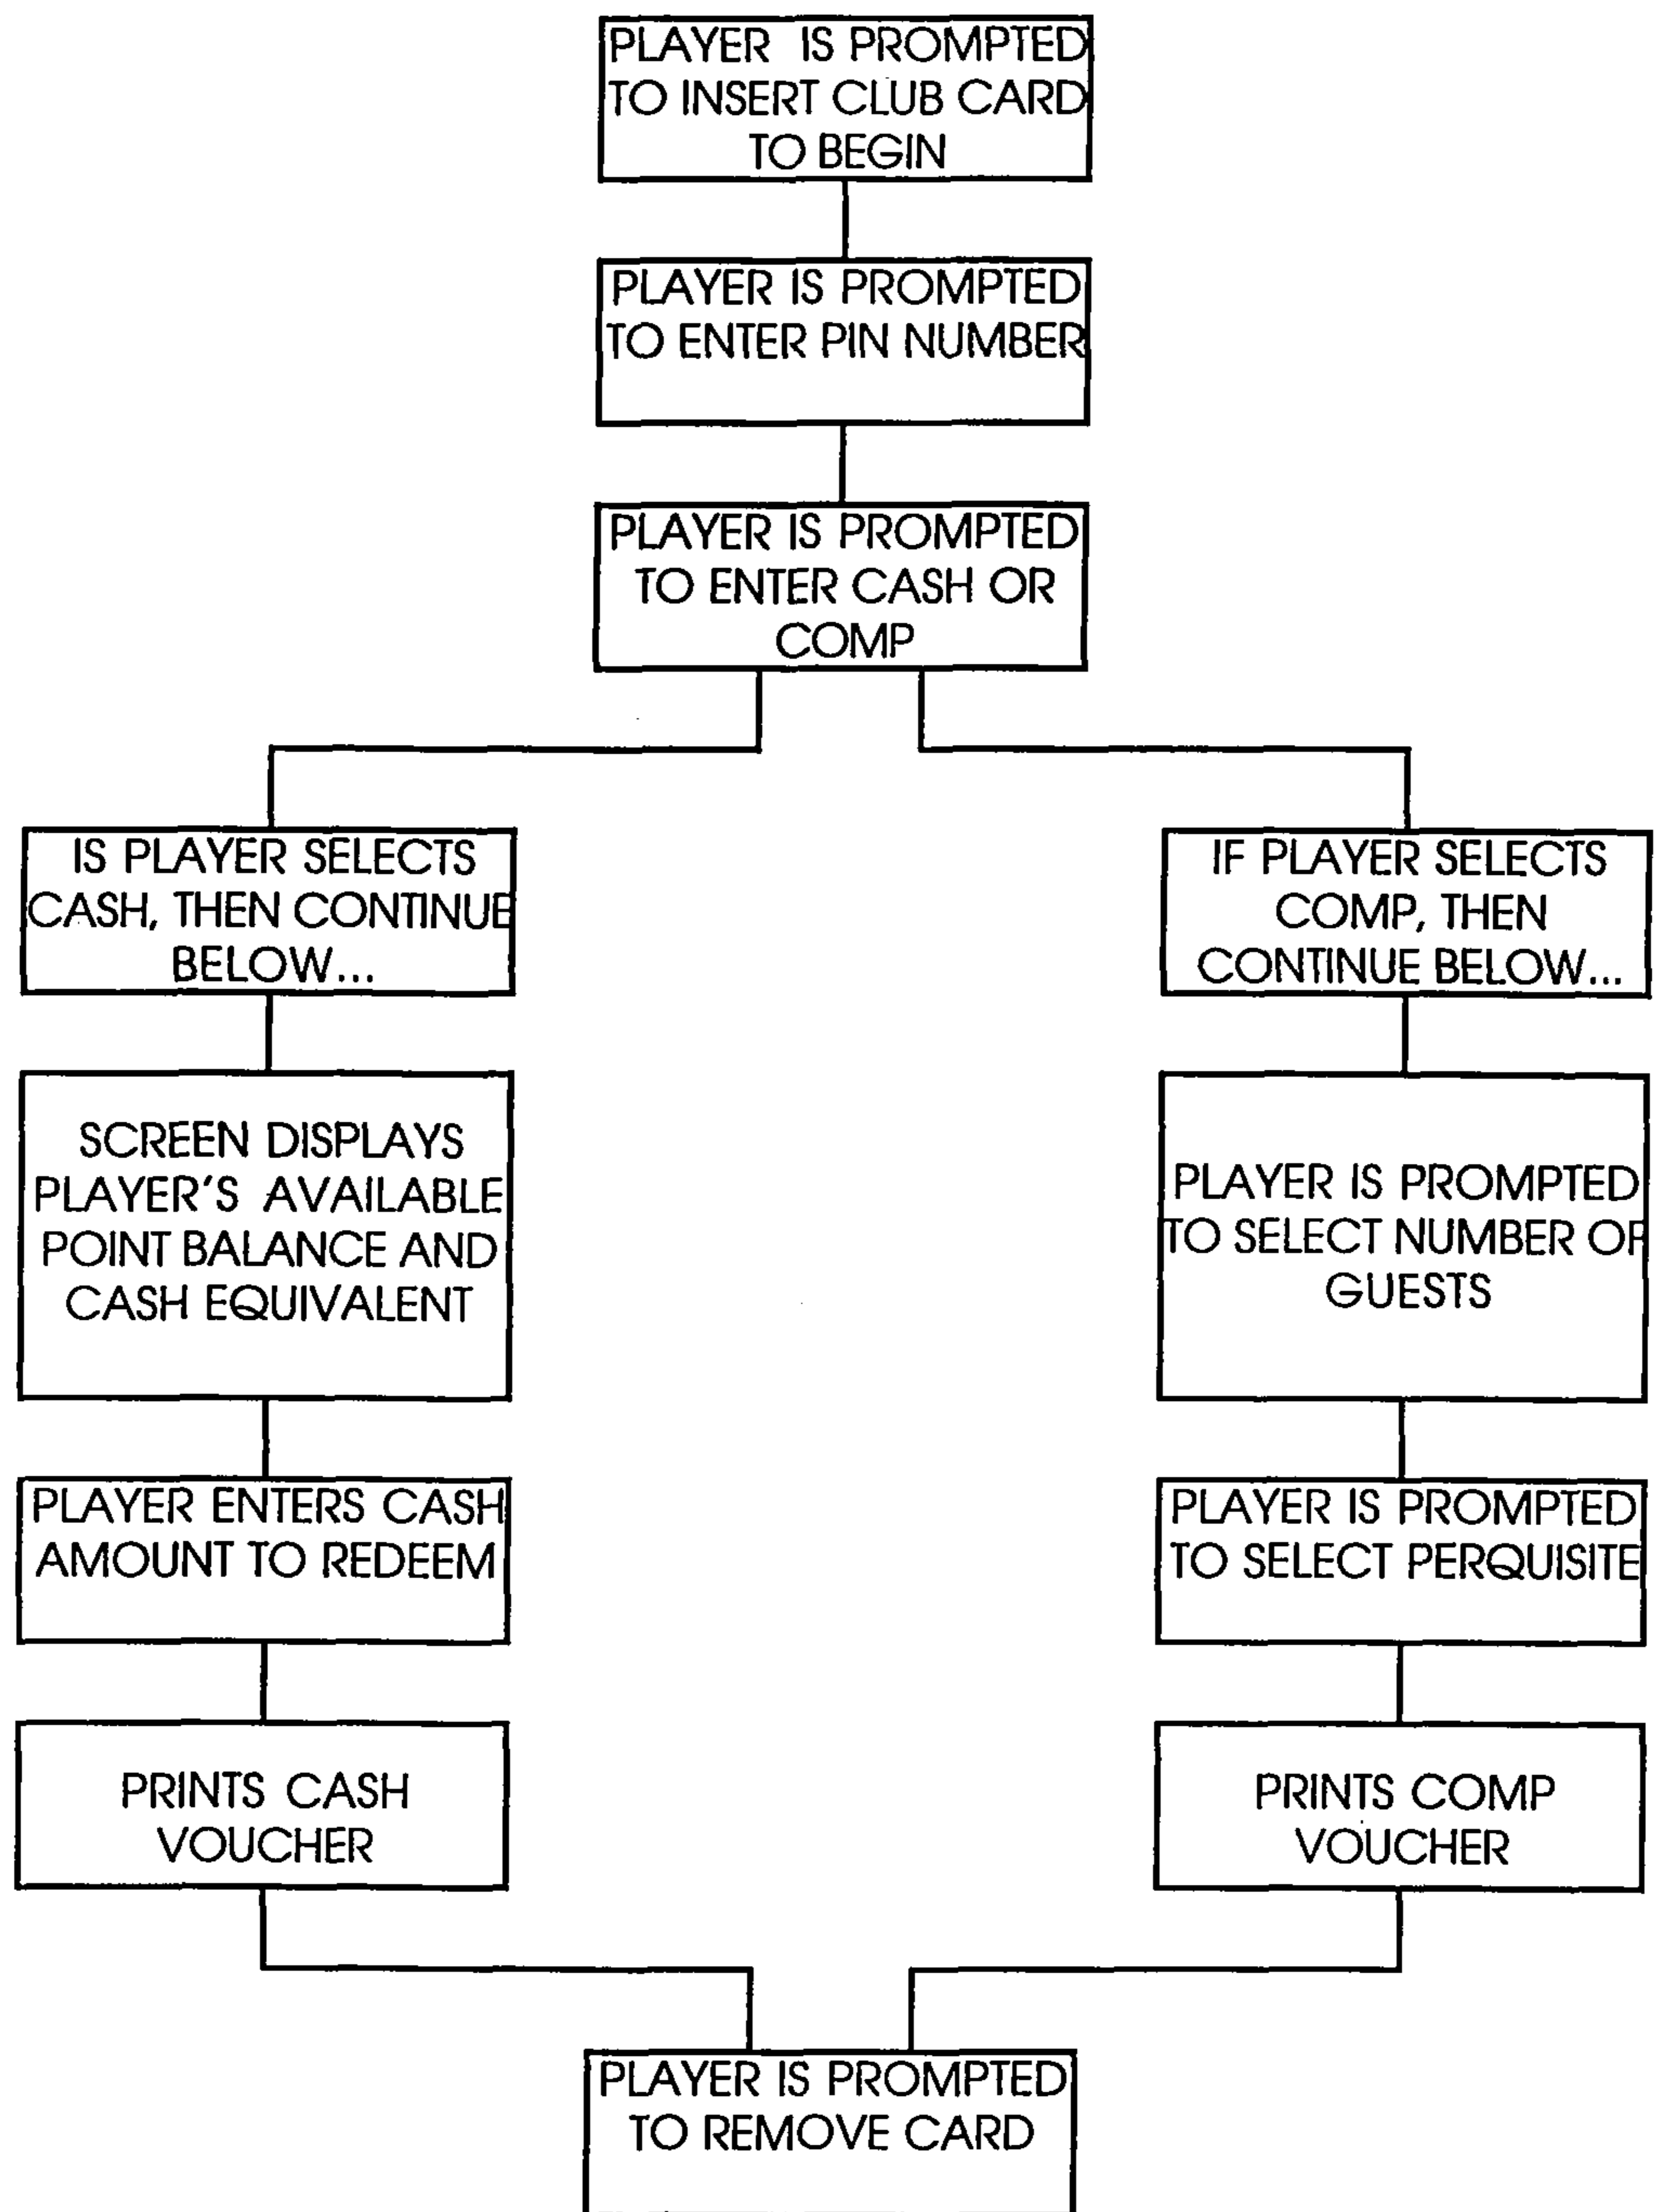 PLAYER IS PROMPTED
TO INSERT CLUB CARD
TO BEGIN
PLAYER IS PROMPTED
TO ENTER PIN NUMBER
PLAYER IS PROMPTED
TO ENTER CASH OR
COMP
IS PLAYER SELECTS
CASH, THEN CONTINUE
BELOW...
SCREEN DISPLAYS
PLAYER'S AVAILABLE
POINT BALANCE AND
CASH EQUIVALENT
PLAYER ENTERS CASH
AMOUNT TO REDEEM
PRINTS CASH
VOUCHER
IF PLAYER SELECTS
COMP, THEN
CONTINUE BELOW...
PLAYER IS PROMPTED
TO SELECT NUMBER OF
GUESTS
PLAYER IS PROMPTED
TO SELECT PERQUISITE
PRINTS COMP
VOUCHER
PLAYER IS PROMPTED
TO REMOVE CARD